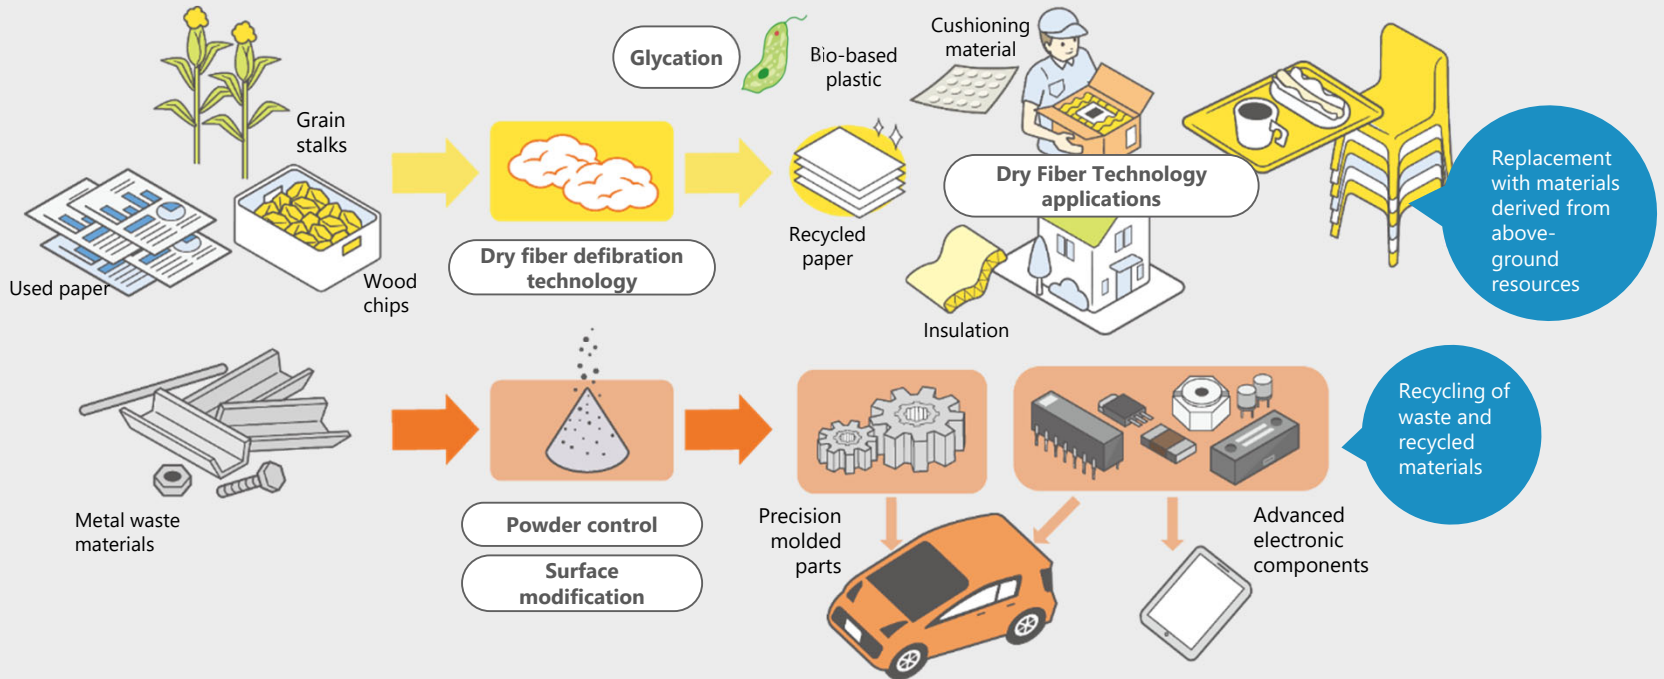 Glycation
Bio-based
plastic
Cushioning
material
Grain
stalks
Used paper
Wood
chips
Dry fiber defibration
technology
Recycled
paper
Dry Fiber Technology
applications
Insulation
Replacement
with materials
derived from
above-
ground
resources
Metal waste
materials
Powder control
Surface
modification
Precision
molded
parts
Advanced
electronic
components
Recycling of
waste and
recycled
materials